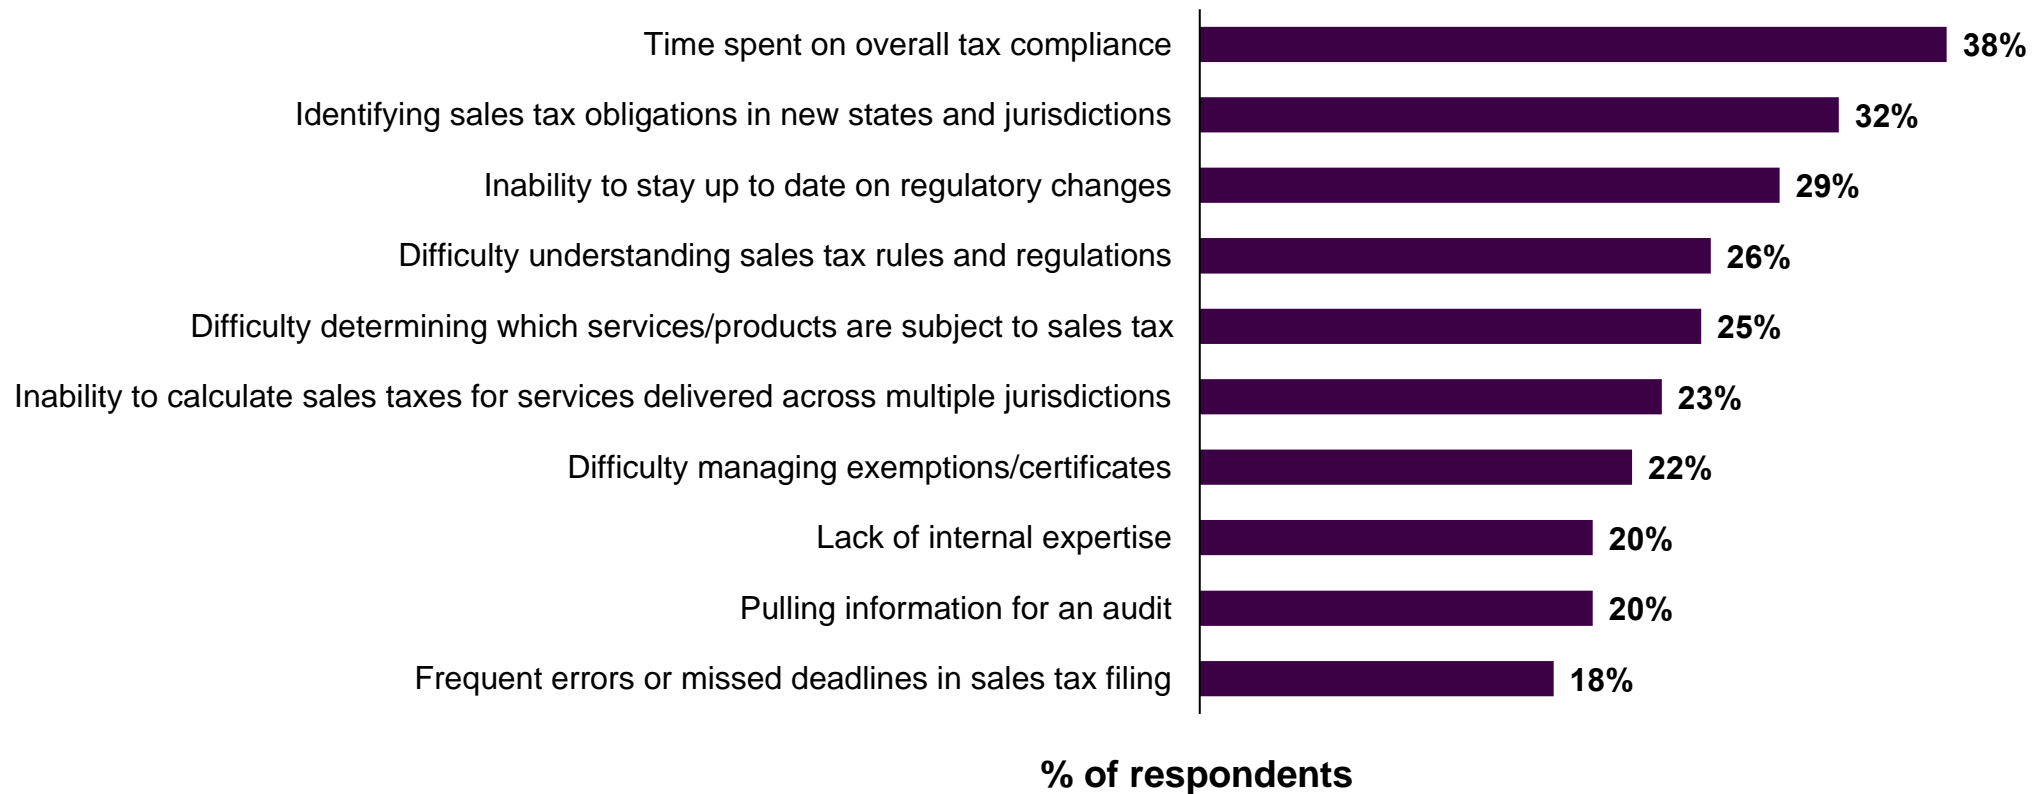 Time spent on overall tax compliance 38%
Identifying sales tax obligations in new states and jurisdictions 32%
Inability to stay up to date on regulatory changes 29%
Difficulty understanding sales tax rules and regulations 26%
Difficulty determining which services/products are subject to sales tax 25%
Inability to calculate sales taxes for services delivered across multiple jurisdictions 23%
Difficulty managing exemptions/certificates 22%
Lack of internal expertise 20%
Pulling information for an audit 20%
Frequent errors or missed deadlines in sales tax filing 18%
% of respondents